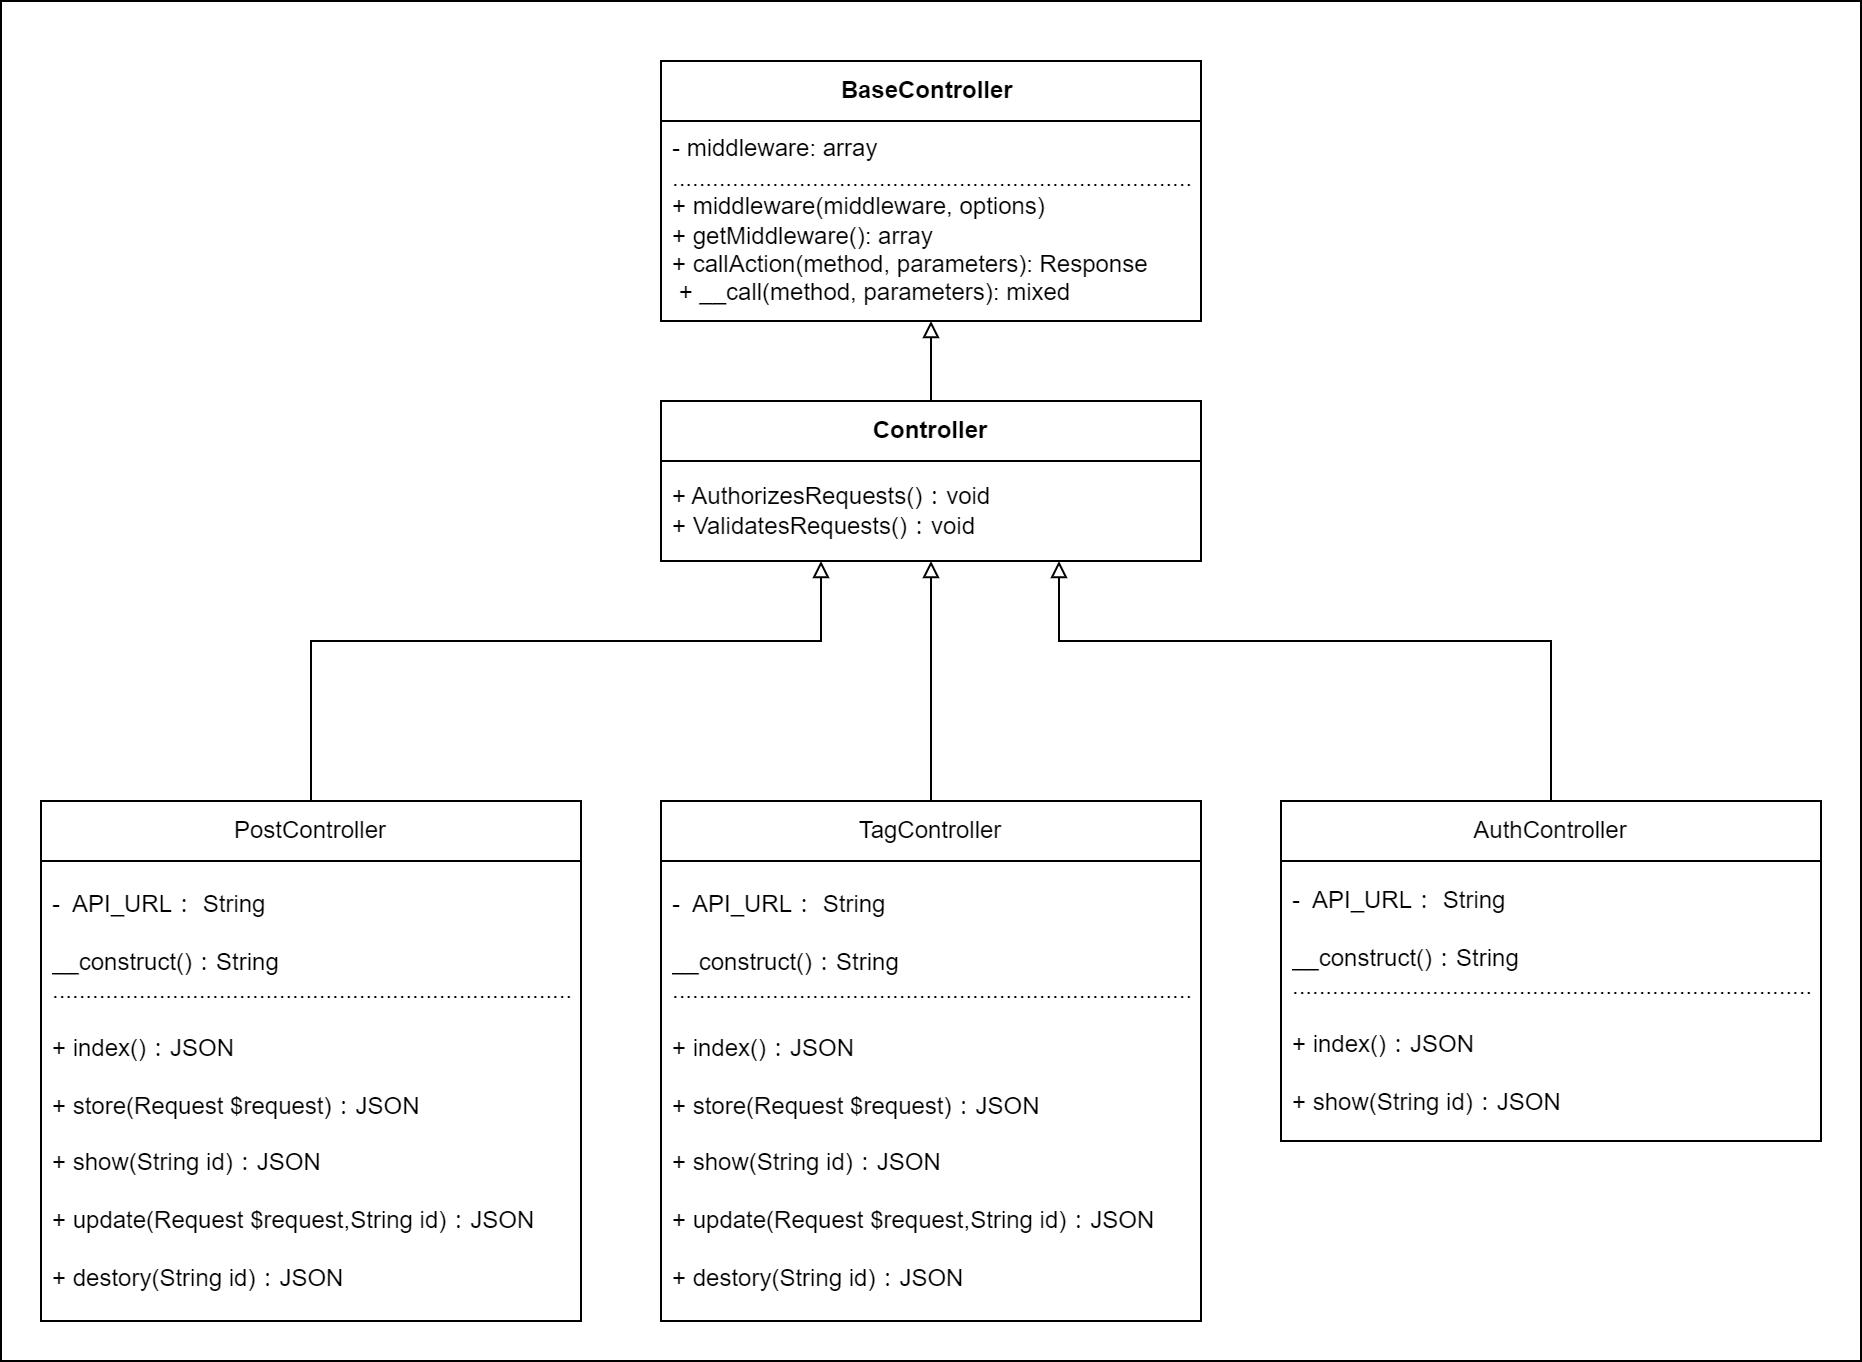 BaseController
- middleware: array
+ middleware(middleware, options)
+ getMiddleware(): array
+ callAction(method, parameters): Response
+ __call(method, parameters): mixed
Controller
+ AuthorizesRequests() : void
+ ValidatesRequests() : void
PostController
- API_URL : String
__construct() : String
+ index() : JSON
+ store(Request $request) : JSON
+ show(String id) : JSON
+ update(Request $request,String id) : JSON
+ destory(String id) : JSON
TagController
- API_URL : String
__construct() : String
+ index() : JSON
+ store(Request $request) : JSON
+ show(String id) : JSON
+ update(Request $request,String id) : JSON
+ destory(String id) : JSON
AuthController
- API_URL : String
__construct() : String
+ index() : JSON
+ show(String id) : JSON